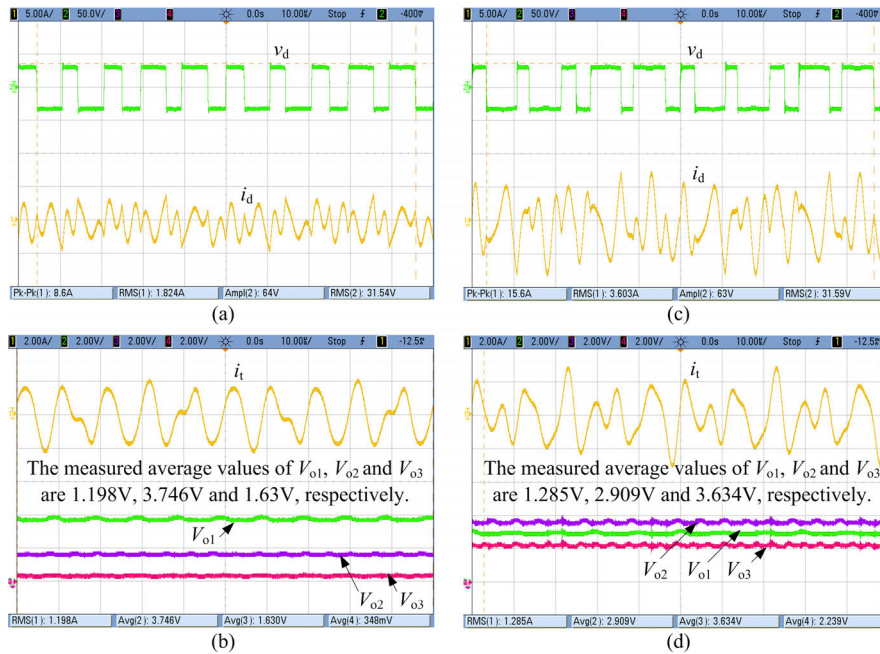 1 5.00A/ 2 50.0V/ 3 4 0.0s 10.00%/ Stop 2 -400m
v_d
i_d
Pk-Pk(1): 8.6A RMS(1): 1.824A Ampl(2): 64V RMS(2): 31.54V
(a)
1 5.00A/ 2 50.0V/ 3 4 0.0s 10.00%/ Stop 2 -400m
v_d
i_d
Pk-Pk(1): 15.6A RMS(1): 3.603A Ampl(2): 63V RMS(2): 31.59V
(c)
1 2.00A/ 2 2.00V/ 3 2.00V/ 4 2.00V/ 0.0s 10.00%/ Stop 1 -12.5
i_t
The measured average values of V_o1, V_o2 and V_o3
are 1.198V, 3.746V and 1.63V, respectively.
V_o1
V_o2 V_o3
RMS(1): 1.198A Avg(2): 3.746V Avg(3): 1.630V Avg(4): 348mV
(b)
1 2.00A/ 2 2.00V/ 3 2.00V/ 4 2.00V/ 0.0s 10.00%/ Stop 1 -12.5
i_t
The measured average values of V_o1, V_o2 and V_o3
are 1.285V, 2.909V and 3.634V, respectively.
V_o2 V_o1 V_o3
RMS(1): 1.285A Avg(2): 2.909V Avg(3): 3.634V Avg(4): 2.239V
(d)